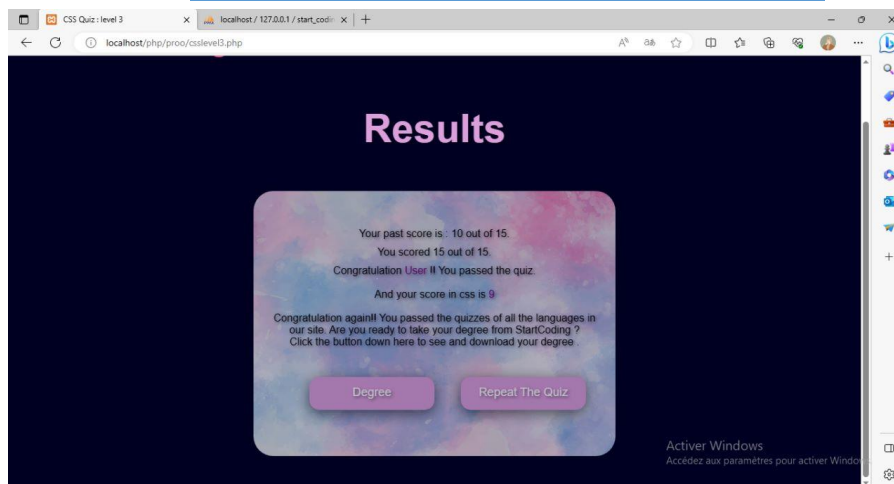 CSS Quiz : level 3
localhost / 127.0.0.1 / start_codin
localhost/php/proo/csslevel3.php
Results
Your past score is : 10 out of 15.
You scored 15 out of 15.
Congratulation User !! You passed the quiz.
And your score in css is 9
Congratulation again!! You passed the quizzes of all the languages in
our site. Are you ready to take your degree from StartCoding ?
Click the button down here to see and download your degree .
Degree
Repeat The Quiz
Activer Windows
Accédez aux paramètres pour activer Windows